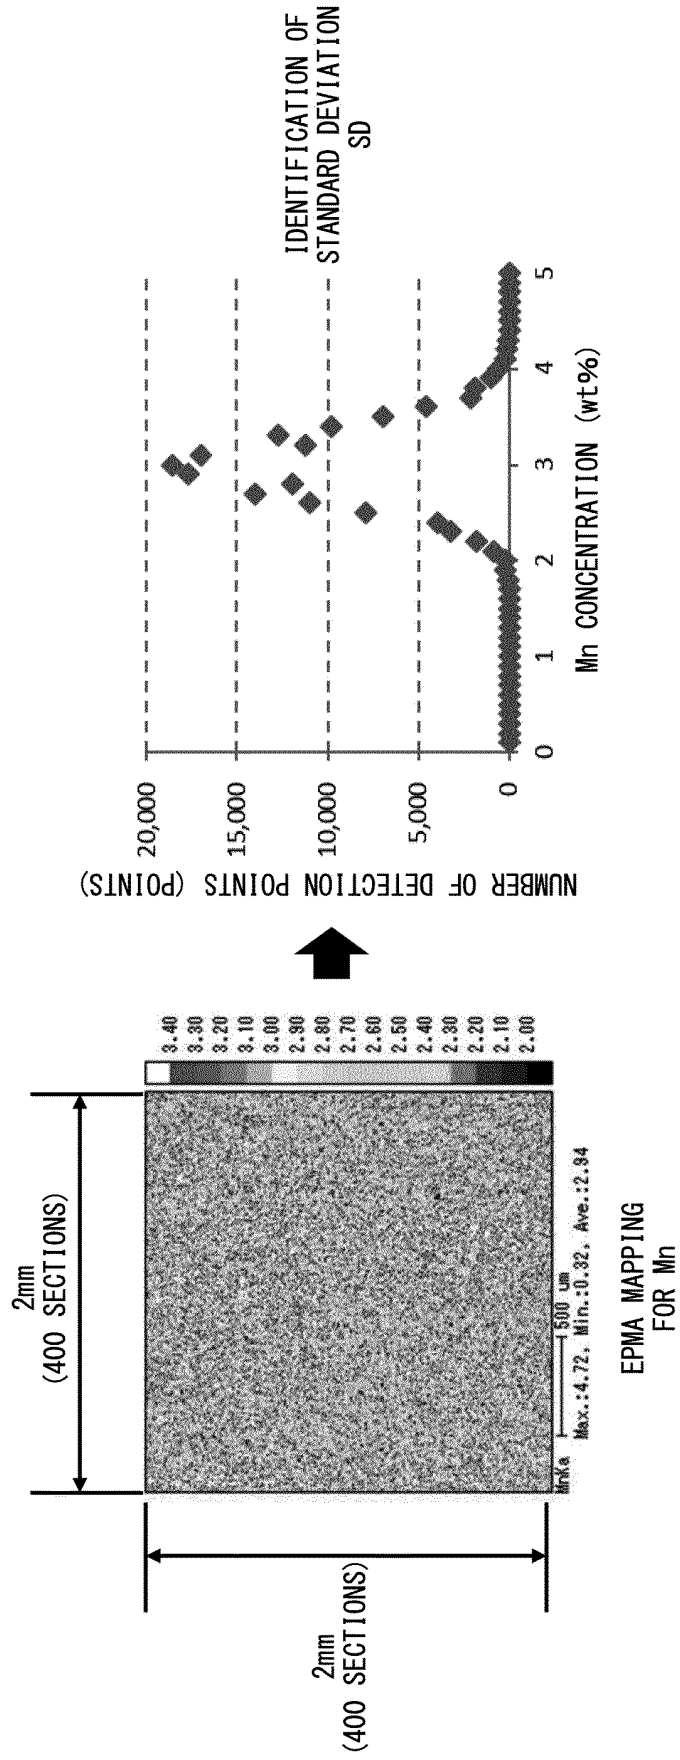 2mm
(400 SECTIONS)
2mm
(400 SECTIONS)
3.40
3.30
3.20
3.10
3.00
2.90
2.80
2.70
2.60
2.50
2.40
2.30
2.20
2.10
2.00
MnKa 500 um
Max.:4.72, Min.:0.32, Ave.:2.94
EPMA MAPPING
FOR Mn
NUMBER OF DETECTION POINTS (POINTS)
20,000
15,000
10,000
5,000
0
0 1 2 3 4 5
Mn CONCENTRATION (wt%)
IDENTIFICATION OF
STANDARD DEVIATION
SD